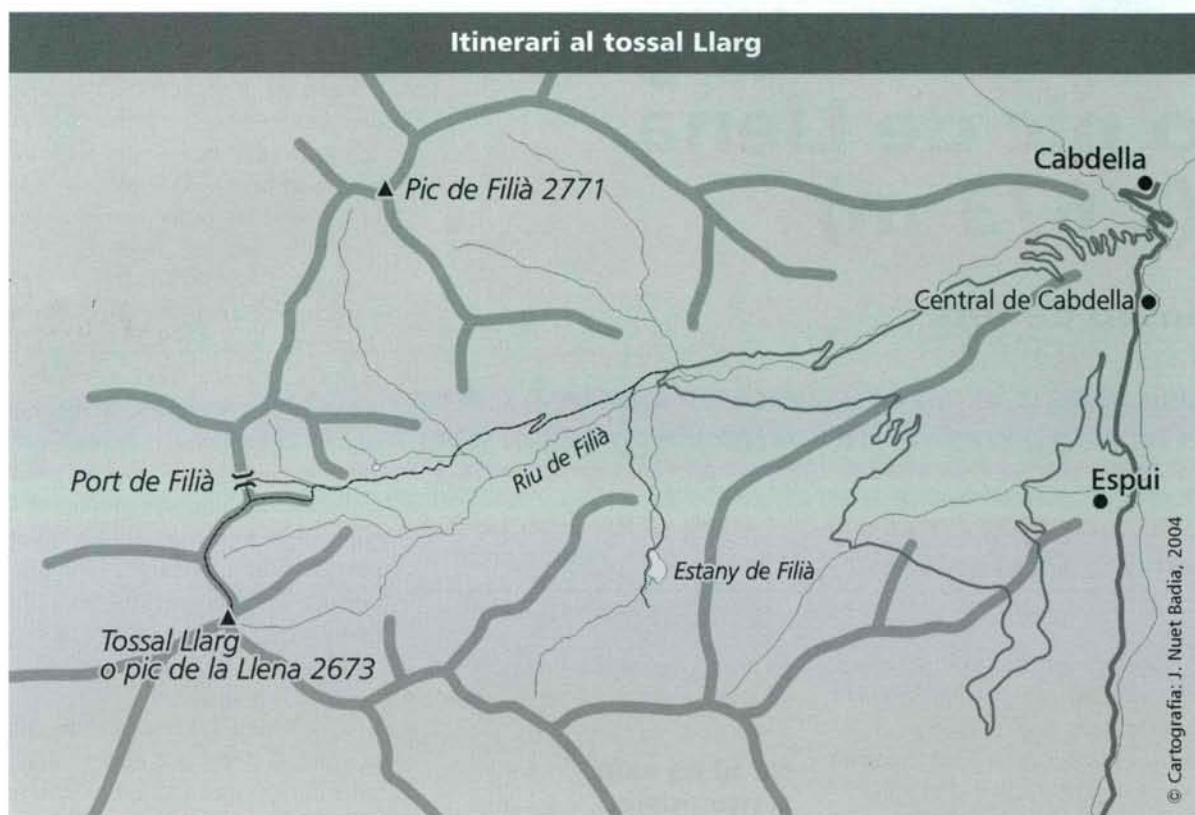 Itinerari al tossal Llarg
Cabdella
Pic de Filià 2771
Central de Cabdella
Riu de Filià
Port de Filià
Espui
Estany de Filià
Tossal Llarg
o pic de la Llena 2673
© Cartografia: J. Nuet Badia, 2004